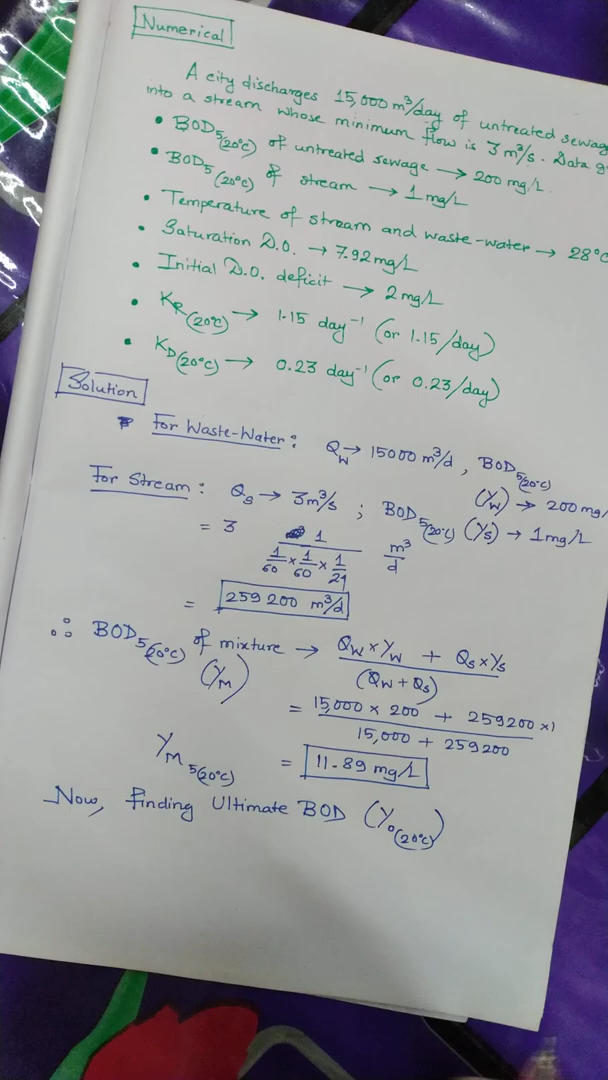 Numerical
A city discharges 15,000 m³/day of untreated sewag
into a stream whose minimum flow is 3 m³/s. Data g
• BOD5(20°C) of untreated sewage → 200 mg/L.
• BOD5(20°C) of stream → 1 mg/L
• Temperature of stream and waste-water → 28°C
• Saturation D.O. → 7.92 mg/L
• Initial D.O. deficit → 2 mg/L
• KR(20°C) → 1.15 day⁻¹ (or 1.15/day)
• KD(20°C) → 0.23 day⁻¹ (or 0.23/day)
Solution
For Waste-Water: QW → 15000 m³/d, BOD5(20°C) (YW) → 200 mg/
For Stream: Qs → 3 m³/s ; BOD5(20°C) (Ys) → 1 mg/L
= 3 1 / (1/60 × 1/60 × 1/24) m³/d
= 259200 m³/d
∴ BOD5(20°C) of mixture (YM) → (QW × YW + Qs × Ys) / (QW + Qs)
= (15,000 × 200 + 259200 × 1) / (15,000 + 259200)
YM5(20°C) = 11.89 mg/L
Now, finding Ultimate BOD (Yo(20°C))